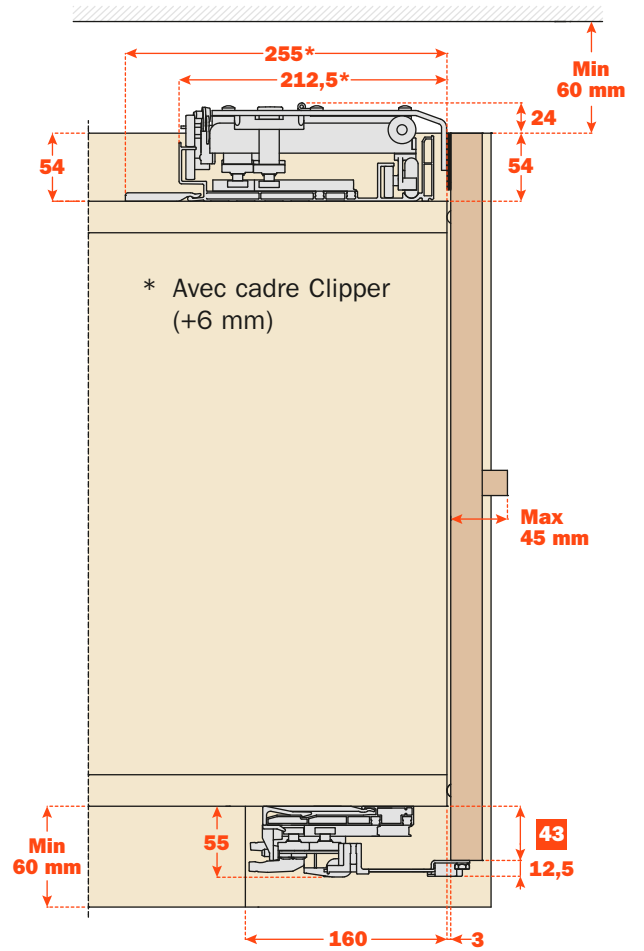 255*
Min
60 mm
212,5*
24
54
54
* Avec cadre Clipper
(+6 mm)
Max
45 mm
Min
60 mm
55
43
12,5
160
3